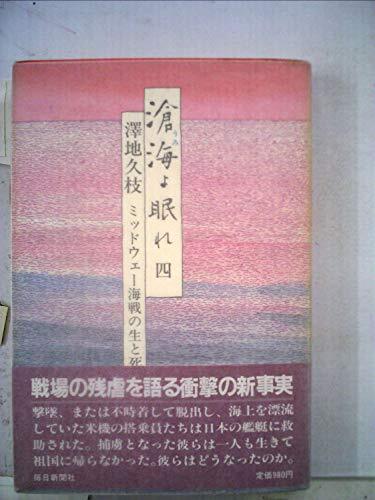 滄海よ眠れ 四
うみ
澤地久枝
ミッドウェー海戦の生と死
戦場の残虐を語る衝撃の新事実
撃墜、または不時着して脱出し、海上を漂流
していた米機の搭乗員たちは日本の艦艇に救
助された。捕虜となった彼らは一人も生きて
祖国に帰らなかった。彼らはどうなったのか。
毎日新聞社
定価980円